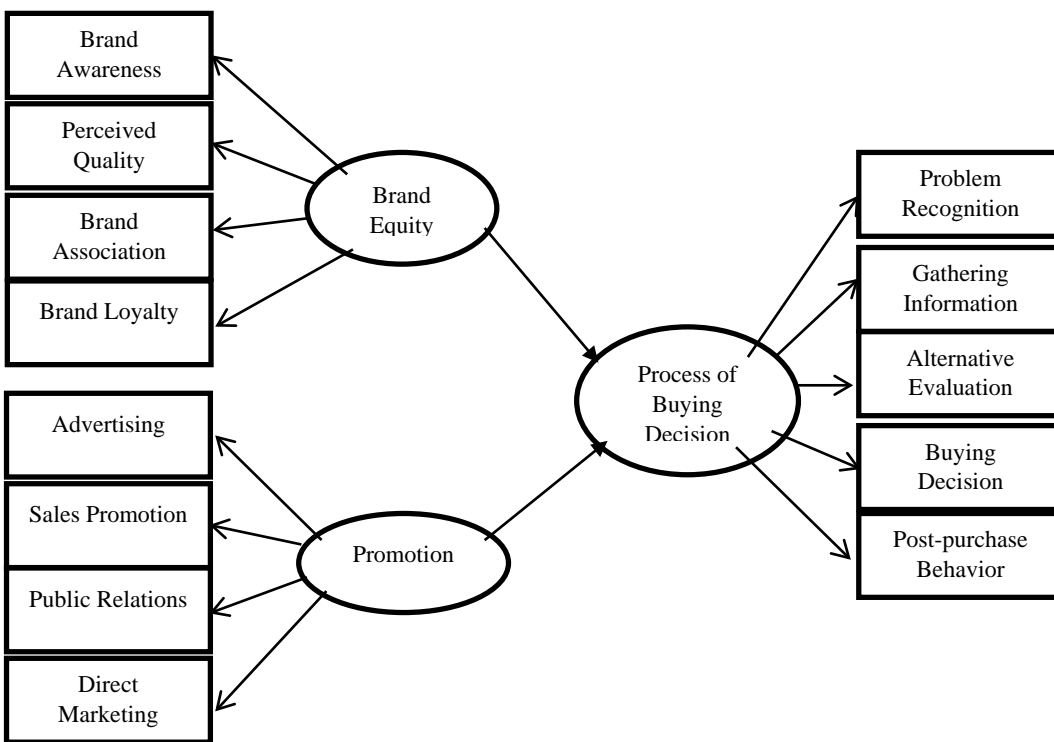 Brand
Awareness
Perceived
Quality
Brand
Association
Brand Loyalty
Brand
Equity
Advertising
Sales Promotion
Public Relations
Direct
Marketing
Promotion
Process of
Buying
Decision
Problem
Recognition
Gathering
Information
Alternative
Evaluation
Buying
Decision
Post-purchase
Behavior